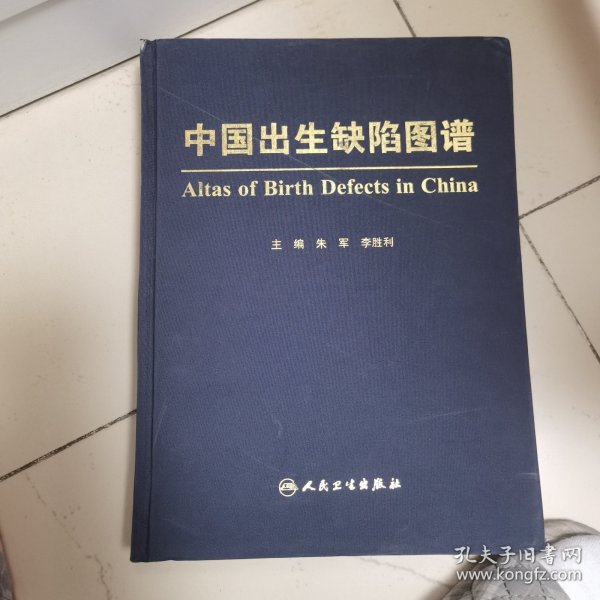 中国出生缺陷图谱
Altas of Birth Defects in China
主 编 朱 军 李胜利
人民卫生出版社
孔夫子旧书网
www.kongfz.com